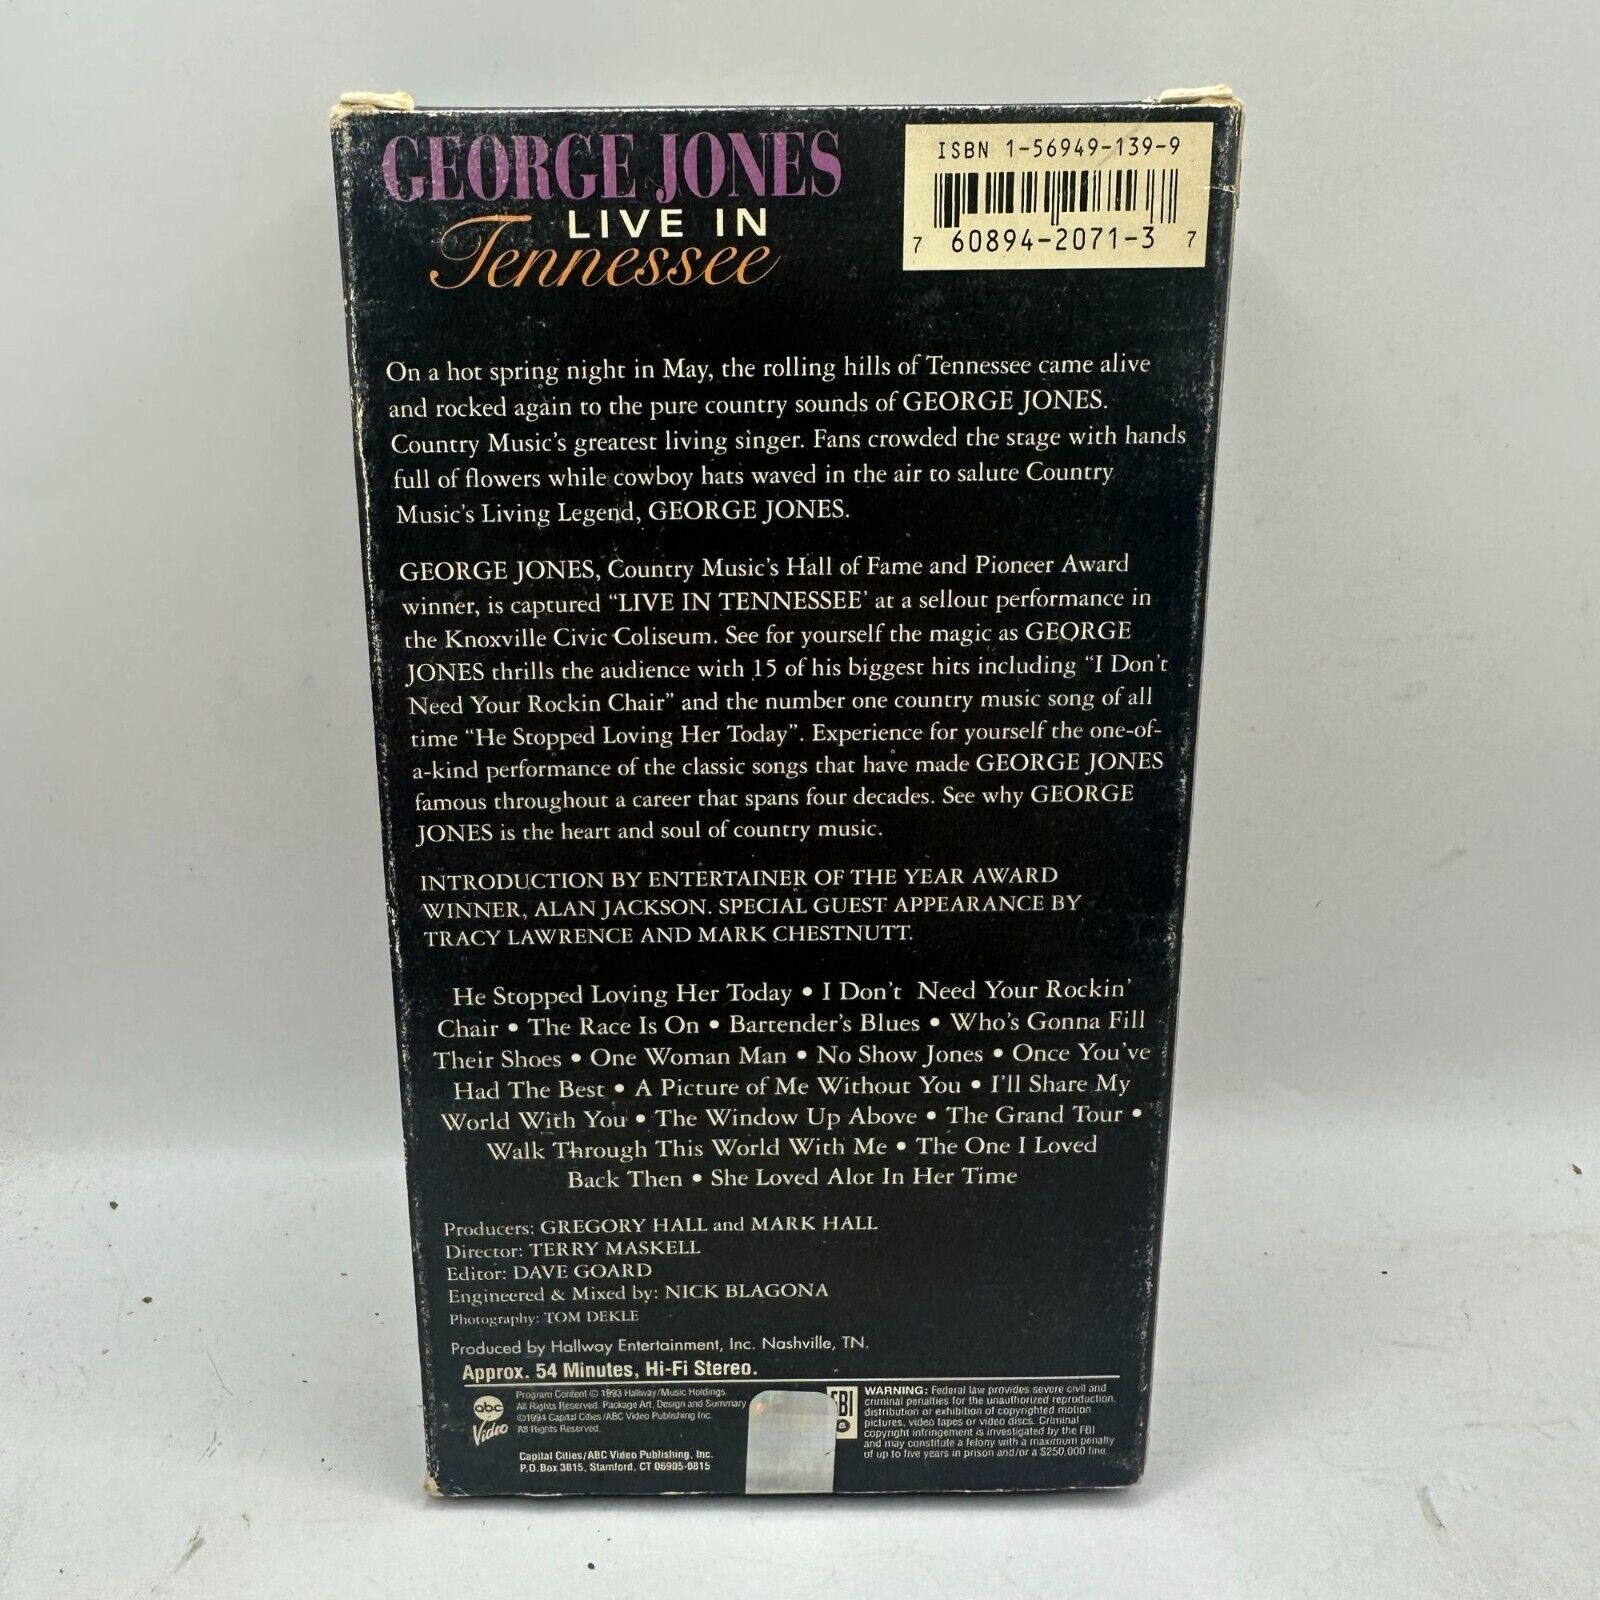 GEORGE JONES
LIVE IN
Tennessee
ISBN 1-56949-139-9
7 60894-2071-3 7
On a hot spring night in May, the rolling hills of Tennessee came alive
and rocked again to the pure country sounds of GEORGE JONES.
Country Music's greatest living singer. Fans crowded the stage with hands
full of flowers while cowboy hats waved in the air to salute Country
Music's Living Legend, GEORGE JONES.
GEORGE JONES, Country Music's Hall of Fame and Pioneer Award
winner, is captured "LIVE IN TENNESSEE' at a sellout performance in
the Knoxville Civic Coliseum. See for yourself the magic as GEORGE
JONES thrills the audience with 15 of his biggest hits including "I Don't
Need Your Rockin Chair" and the number one country music song of all
time "He Stopped Loving Her Today". Experience for yourself the one-of-
a-kind performance of the classic songs that have made GEORGE JONES
famous throughout a career that spans four decades. See why GEORGE
JONES is the heart and soul of country music.
INTRODUCTION BY ENTERTAINER OF THE YEAR AWARD
WINNER, ALAN JACKSON. SPECIAL GUEST APPEARANCE BY
TRACY LAWRENCE AND MARK CHESTNUTT.
He Stopped Loving Her Today • I Don't Need Your Rockin'
Chair • The Race Is On • Bartender's Blues • Who's Gonna Fill
Their Shoes • One Woman Man • No Show Jones • Once You've
Had The Best • A Picture of Me Without You • I'll Share My
World With You • The Window Up Above • The Grand Tour •
Walk Through This World With Me • The One I Loved
Back Then • She Loved Alot In Her Time
Producers: GREGORY HALL and MARK HALL
Director: TERRY MASKELL
Editor: DAVE GOARD
Engineered & Mixed by: NICK BLAGONA
Photography: TOM DEKLE
Produced by Hallway Entertainment, Inc. Nashville, TN.
Approx. 54 Minutes, Hi-Fi Stereo.
abc
Video
Program Content © 1993 Hallway/Music Holdings.
All Rights Reserved. Package Art, Design and Summary
©1994 Capital Cities/ABC Video Publishing Inc.
All Rights Reserved.
Capital Cities/ABC Video Publishing, Inc.
P.O. Box 3815, Stamford, CT 06905-0815
FBI
WARNING: Federal law provides severe civil and
criminal penalties for the unauthorized reproduction,
distribution or exhibition of copyrighted motion
pictures, video tapes or video discs. Criminal
copyright infringement is investigated by the FBI
and may constitute a felony with a maximum penalty
of up to five years in prison and/or a $250,000 fine.